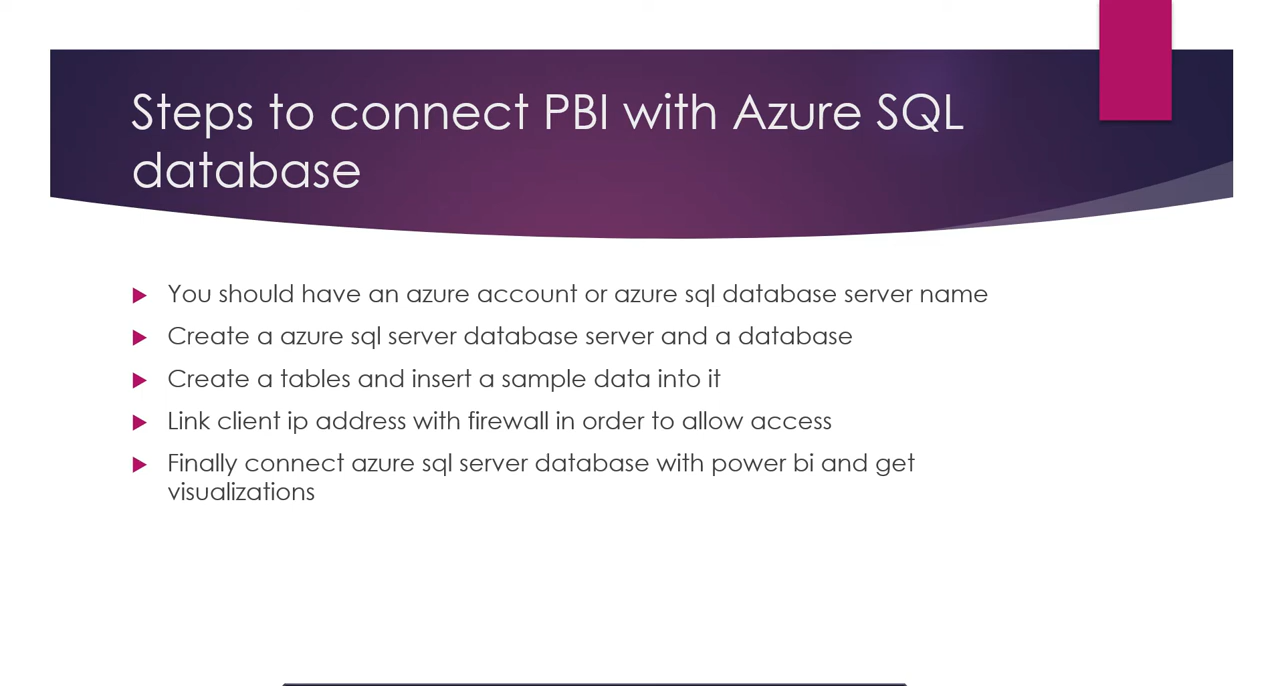 Steps to connect PBI with Azure SQL
database
You should have an azure account or azure sql database server name
Create a azure sql server database server and a database
Create a tables and insert a sample data into it
Link client ip address with firewall in order to allow access
Finally connect azure sql server database with power bi and get
visualizations